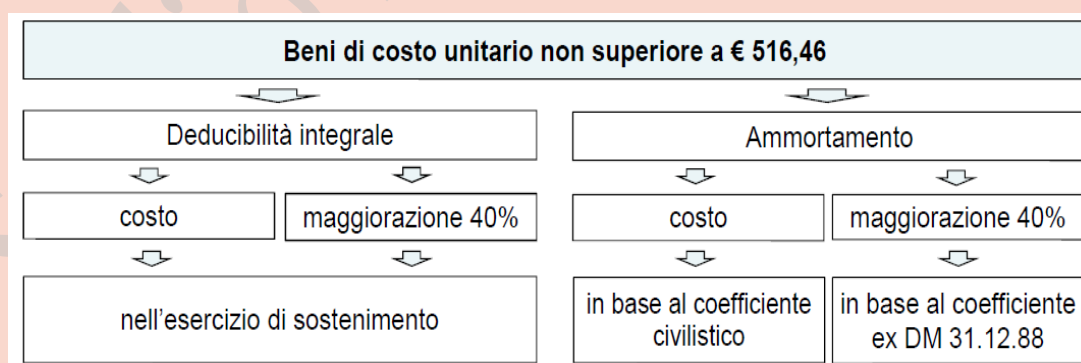 Beni di costo unitario non superiore a € 516,46
Deducibilità integrale
Ammortamento
costo
maggiorazione 40%
costo
maggiorazione 40%
nell'esercizio di sostenimento
in base al coefficiente
civilistico
in base al coefficiente
ex DM 31.12.88